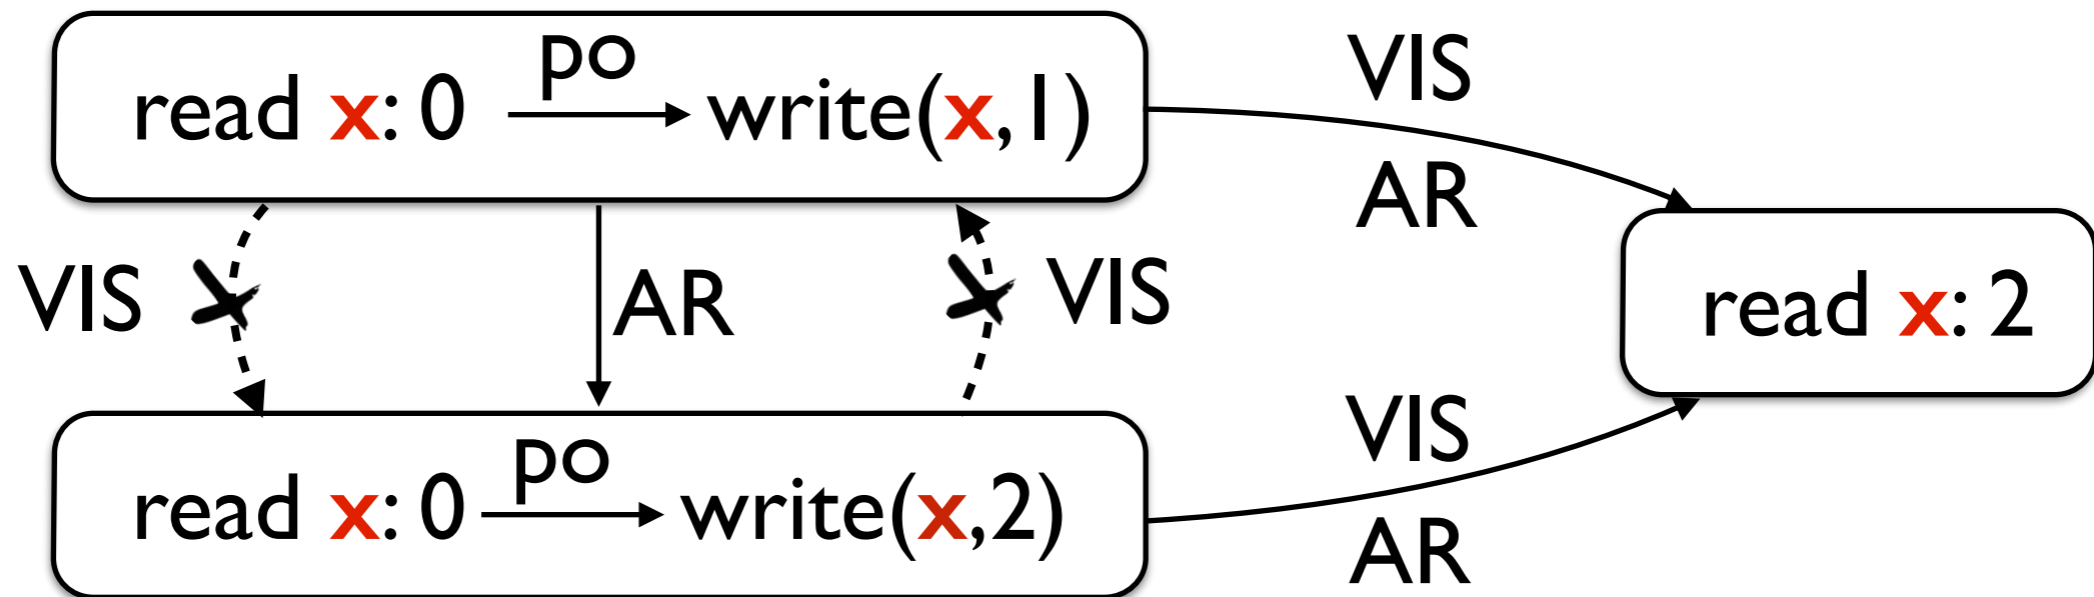 po
read x: 0 write(x,1)
VIS
AR
VIS
AR
VIS
read x: 2
po
read x: 0 write(x,2)
VIS
AR